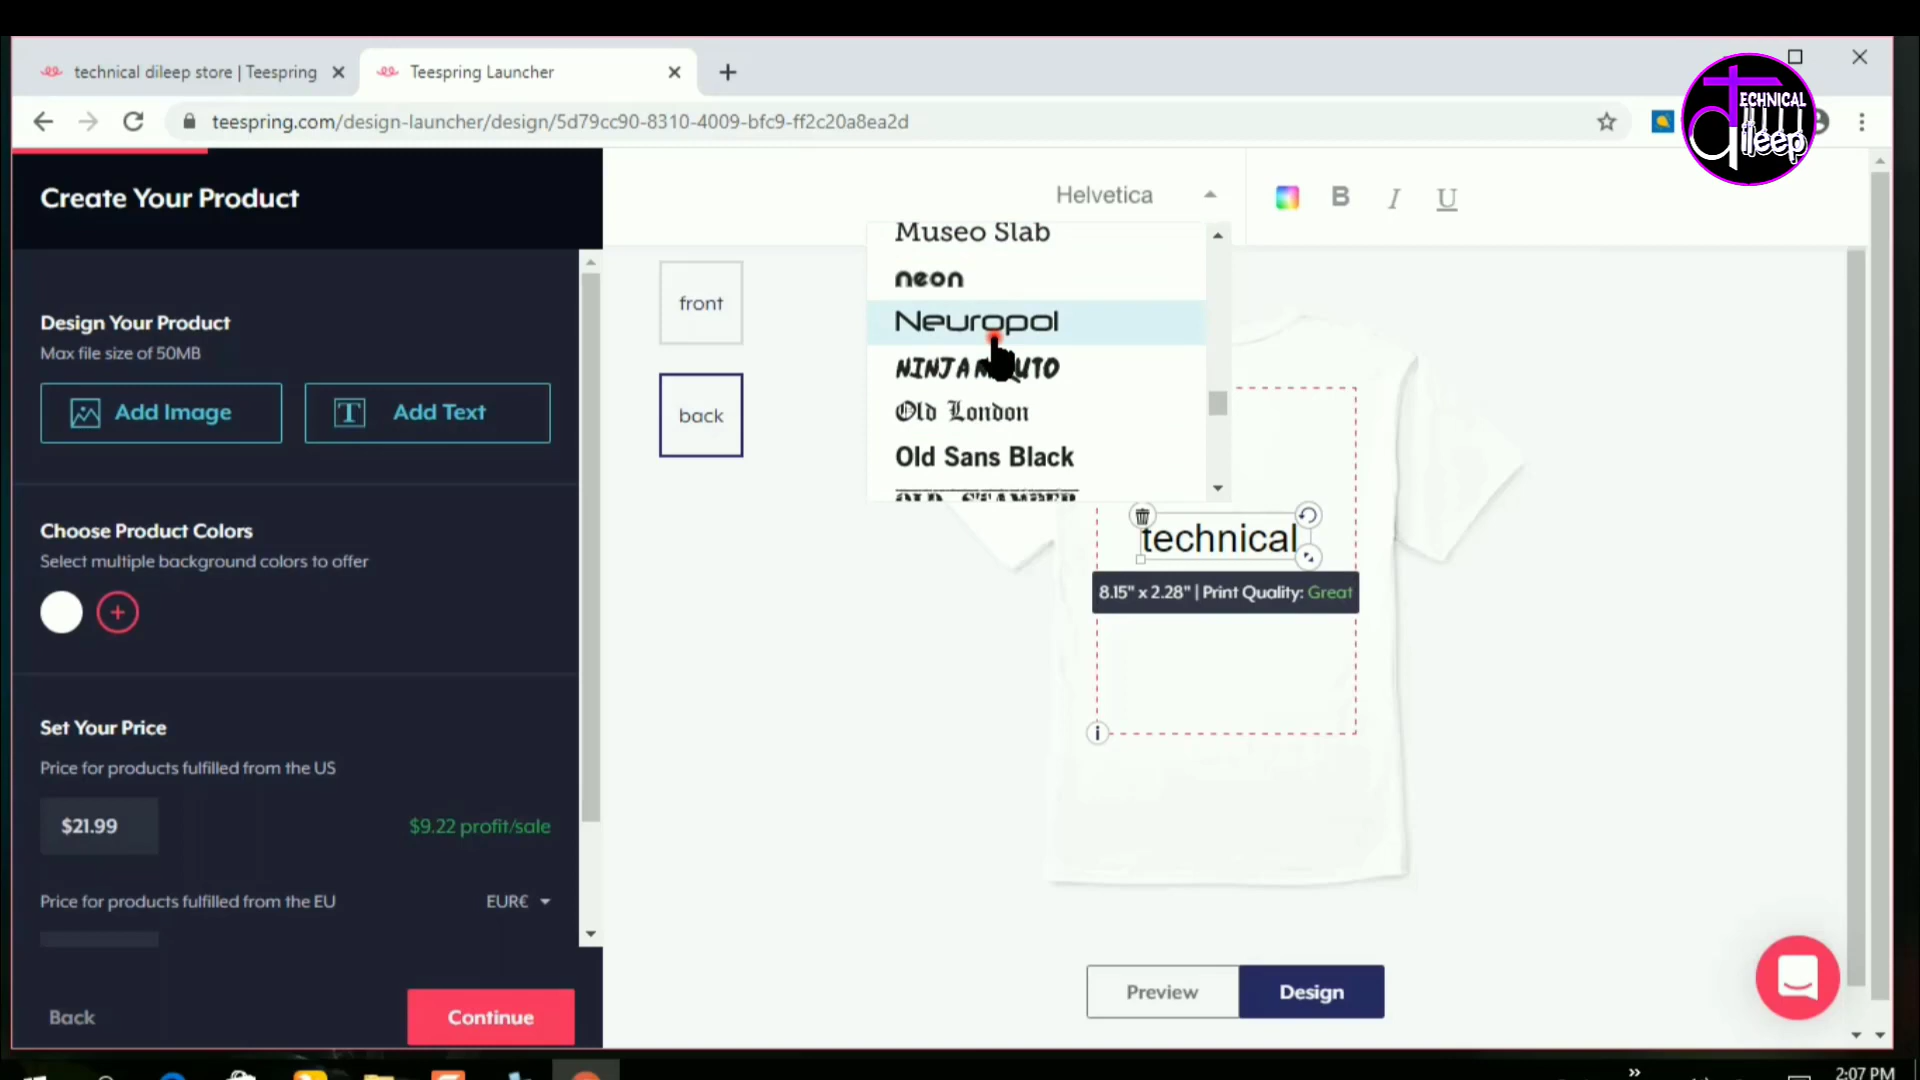 technical dileep store | Teespring
Teespring Launcher
teespring.com/design-launcher/design/5d79cc90-8310-4009-bfc9-ff2c20a8ea2d
TECHNICAL
dileep
Create Your Product
Helvetica
B
I
U
Museo Slab
neon
Neuropol
Old London
Old Sans Black
front
back
Design Your Product
Max file size of 50MB
Add Image
T
Add Text
Choose Product Colors
Select multiple background colors to offer
+
technical
8.15" x 2.28" | Print Quality: Great
i
Set Your Price
Price for products fulfilled from the US
$21.99
$9.22 profit/sale
Price for products fulfilled from the EU
EUR€
Back
Continue
Preview
Design
2:07 PM